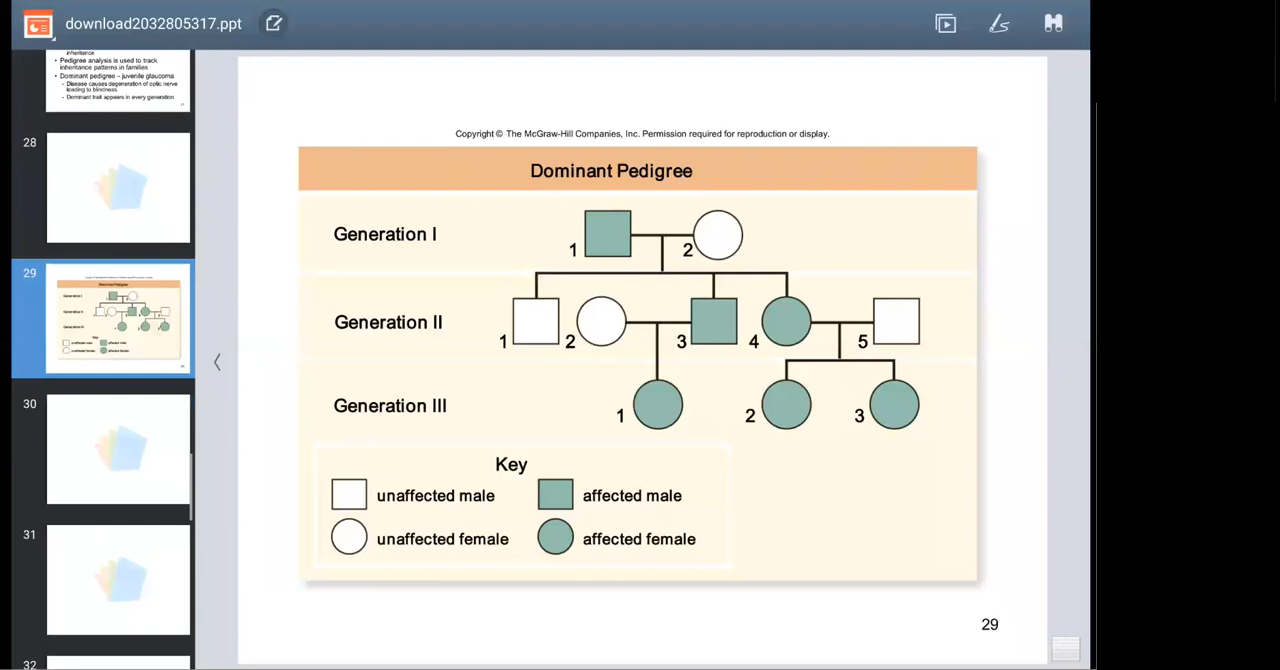 download2032805317.ppt
inheritance
• Pedigree analysis is used to track
inheritance patterns in families
• Dominant pedigree – juvenile glaucoma
• Disease causes degeneration of optic nerve
leading to blindness
• Dominant trait appears in every generation
28
29
30
31
32
Copyright © The McGraw-Hill Companies, Inc. Permission required for reproduction or display.
Dominant Pedigree
Generation I
1 2
Generation II
1 2 3 4 5
Generation III
1 2 3
Key
unaffected male affected male
unaffected female affected female
29